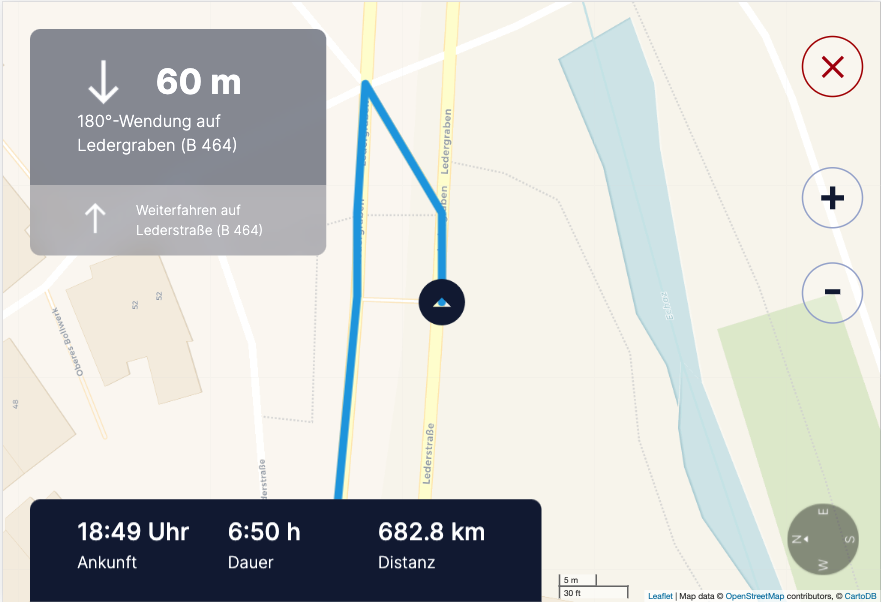 60 m
180°-Wendung auf
Ledergraben (B 464)
Weiterfahren auf
Lederstraße (B 464)
Ledergraben
Oberes Bollwerk
52
52
48
Lederstraße
18:49 Uhr
6:50 h
682.8 km
Ankunft
Dauer
Distanz
5 m
30 ft
E
N
S
W
Leaflet | Map data © OpenStreetMap contributors, © CartoDB